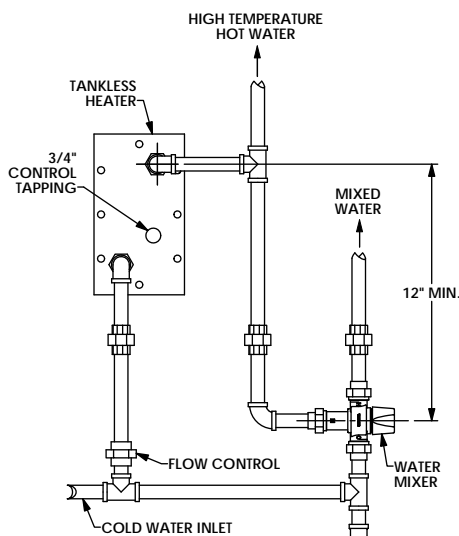 HIGH TEMPERATURE
HOT WATER
TANKLESS
HEATER
3/4"
CONTROL
TAPPING
MIXED
WATER
12" MIN.
FLOW CONTROL
WATER
MIXER
COLD WATER INLET